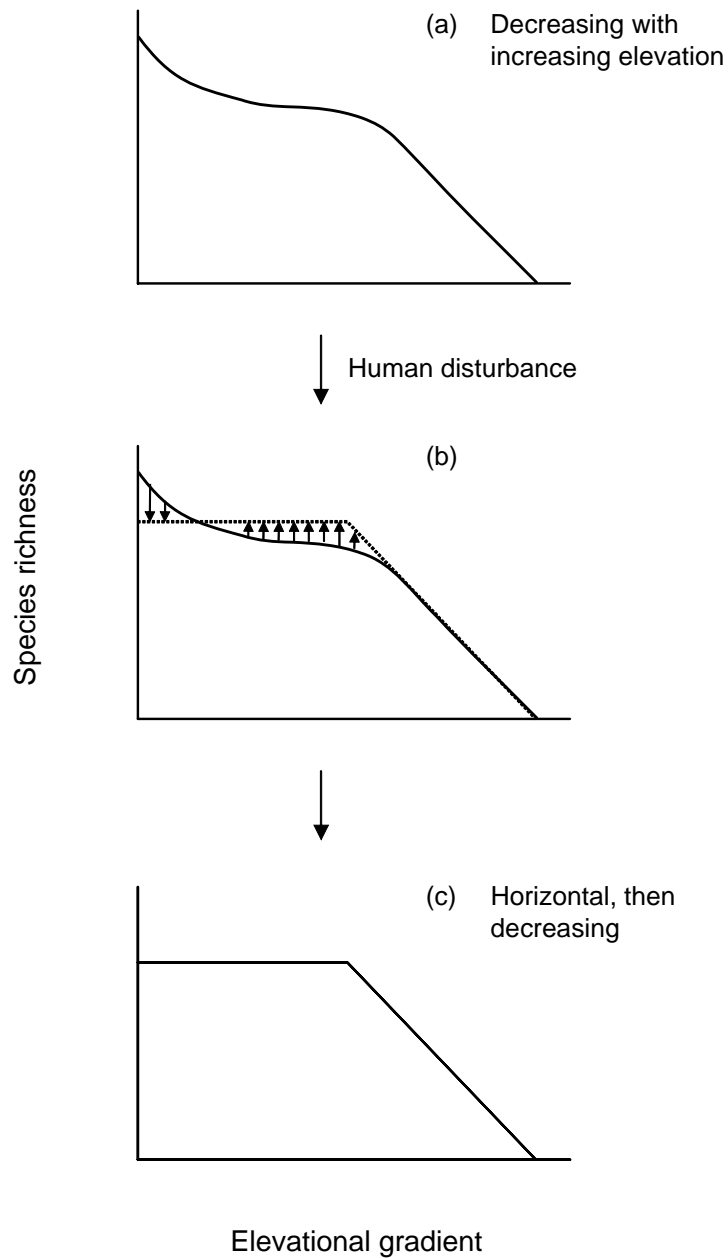 (a) Decreasing with
increasing elevation
Human disturbance
(b)
Species richness
(c) Horizontal, then
decreasing
Elevational gradient